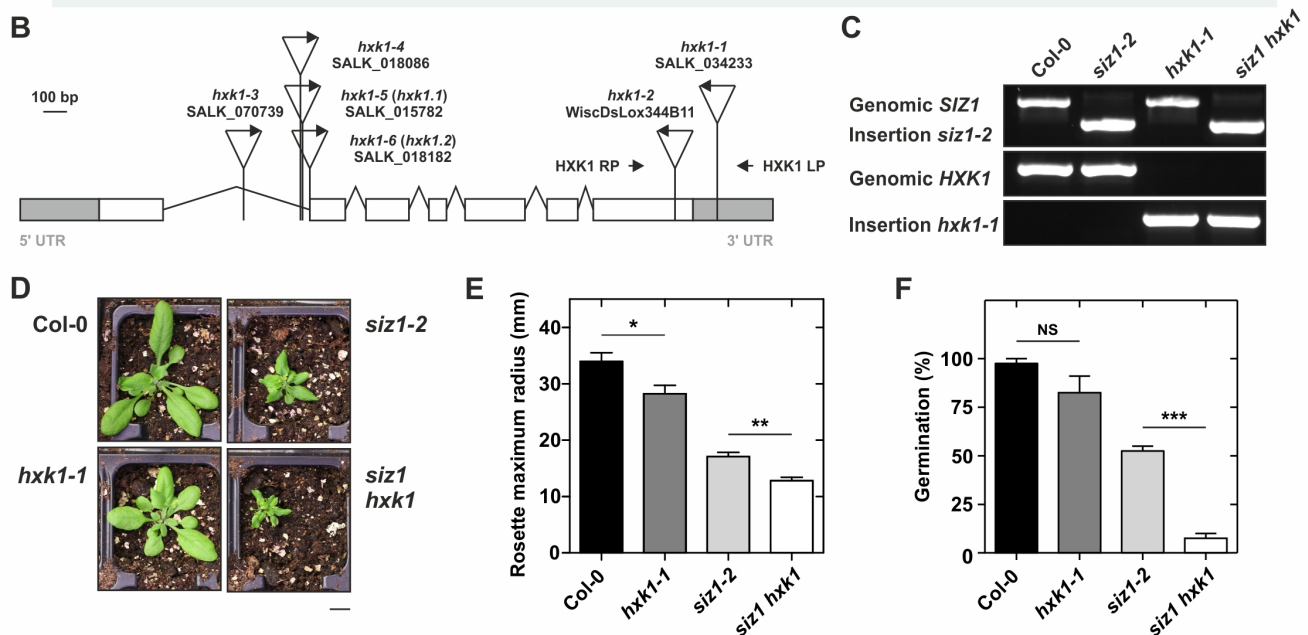 B
hxk1-4
SALK_018086
hxk1-1
SALK_034233
100 bp
hxk1-3
SALK_070739
hxk1-5 (hxk1.1)
SALK_015782
hxk1-2
WiscDsLox344B11
hxk1-6 (hxk1.2)
SALK_018182
HXK1 RP
HXK1 LP
5' UTR
3' UTR
C
Col-0
siz1-2
hxk1-1
siz1 hxk1
Genomic SIZ1
Insertion siz1-2
Genomic HXK1
Insertion hxk1-1
D
Col-0
siz1-2
hxk1-1
siz1
hxk1
E
Rosette maximum radius (mm)
40
30
20
10
0
*
**
Col-0
hxk1-1
siz1-2
siz1 hxk1
F
Germination (%)
100
75
50
25
0
NS
***
Col-0
hxk1-1
siz1-2
siz1 hxk1